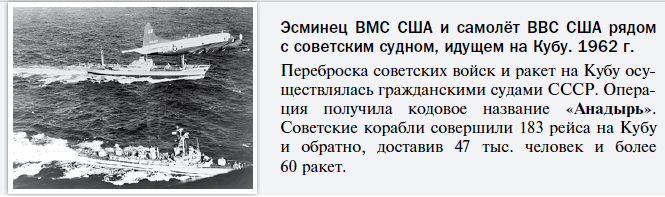 Эсминец ВМС США и самолёт ВВС США рядом
с советским судном, идущем на Кубу. 1962 г.
Переброска советских войск и ракет на Кубу осу-
ществлялась гражданскими судами СССР. Опера-
ция получила кодовое название «Анадырь».
Советские корабли совершили 183 рейса на Кубу
и обратно, доставив 47 тыс. человек и более
60 ракет.